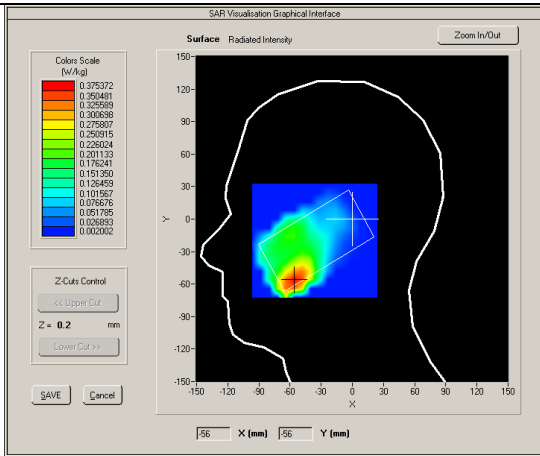 SAR Visualisation Graphical Interface
Surface Radiated Intensity
Zoom In/Out
Colors Scale
(W/kg)
0.375372
0.350481
0.325589
0.300698
0.275807
0.250915
0.226024
0.201133
0.176241
0.151350
0.126459
0.101567
0.076676
0.051785
0.026893
0.002002
Z-Cuts Control
<< Upper Cut
Z = 0.2 mm
Lower Cut >>
SAVE
Cancel
150
120
90
60
30
0
-30
-60
-90
-120
-150
Y
-150 -120 -90 -60 -30 0 30 60 90 120 150
X
-56 X (mm) -56 Y (mm)